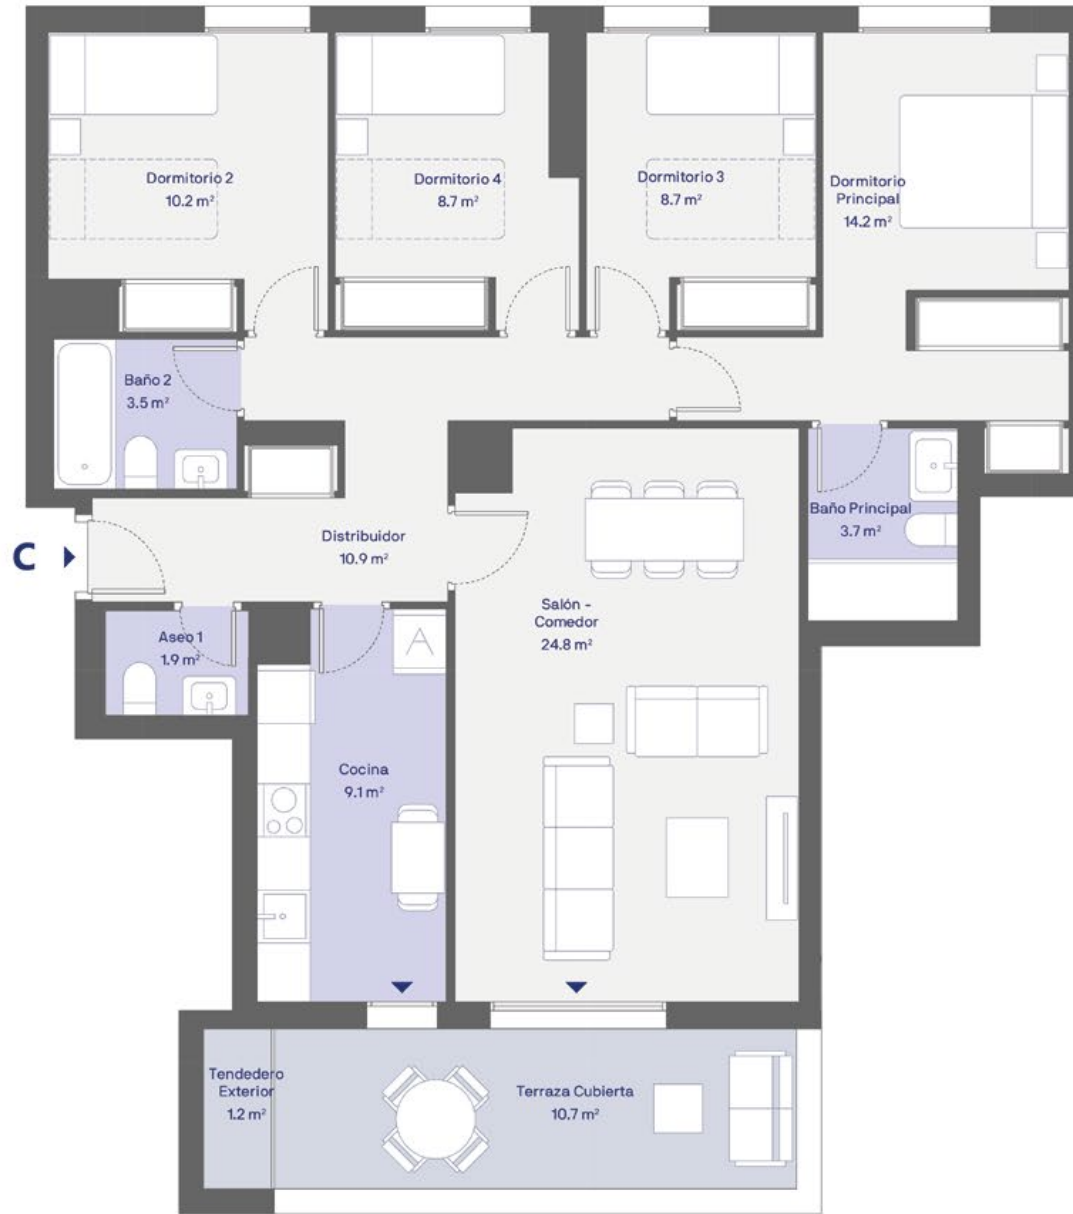 Dormitorio 2
10.2 m²
Dormitorio 4
8.7 m²
Dormitorio 3
8.7 m²
Dormitorio
Principal
14.2 m²
Baño 2
3.5 m²
Baño Principal
3.7 m²
C
Distribuidor
10.9 m²
Aseo 1
1.9 m²
A
Salón -
Comedor
24.8 m²
Cocina
9.1 m²
Tendedero
Exterior
1.2 m²
Terraza Cubierta
10.7 m²